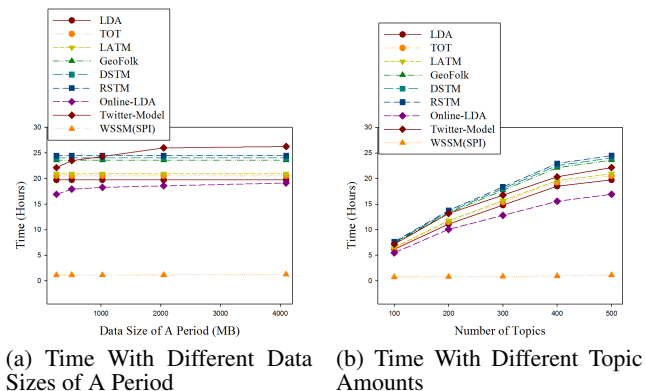 LDA
TOT
LATM
GeoFolk
DSTM
RSTM
Online-LDA
Twitter-Model
WSSM(SPI)
30
25
20
15
10
5
0
Time (Hours)
0
1000
2000
3000
4000
Data Size of A Period (MB)
(a) Time With Different Data
Sizes of A Period
LDA
TOT
LATM
GeoFolk
DSTM
RSTM
Online-LDA
Twitter-Model
WSSM(SPI)
30
25
20
15
10
5
0
Time (Hours)
100
200
300
400
500
Number of Topics
(b) Time With Different Topic
Amounts